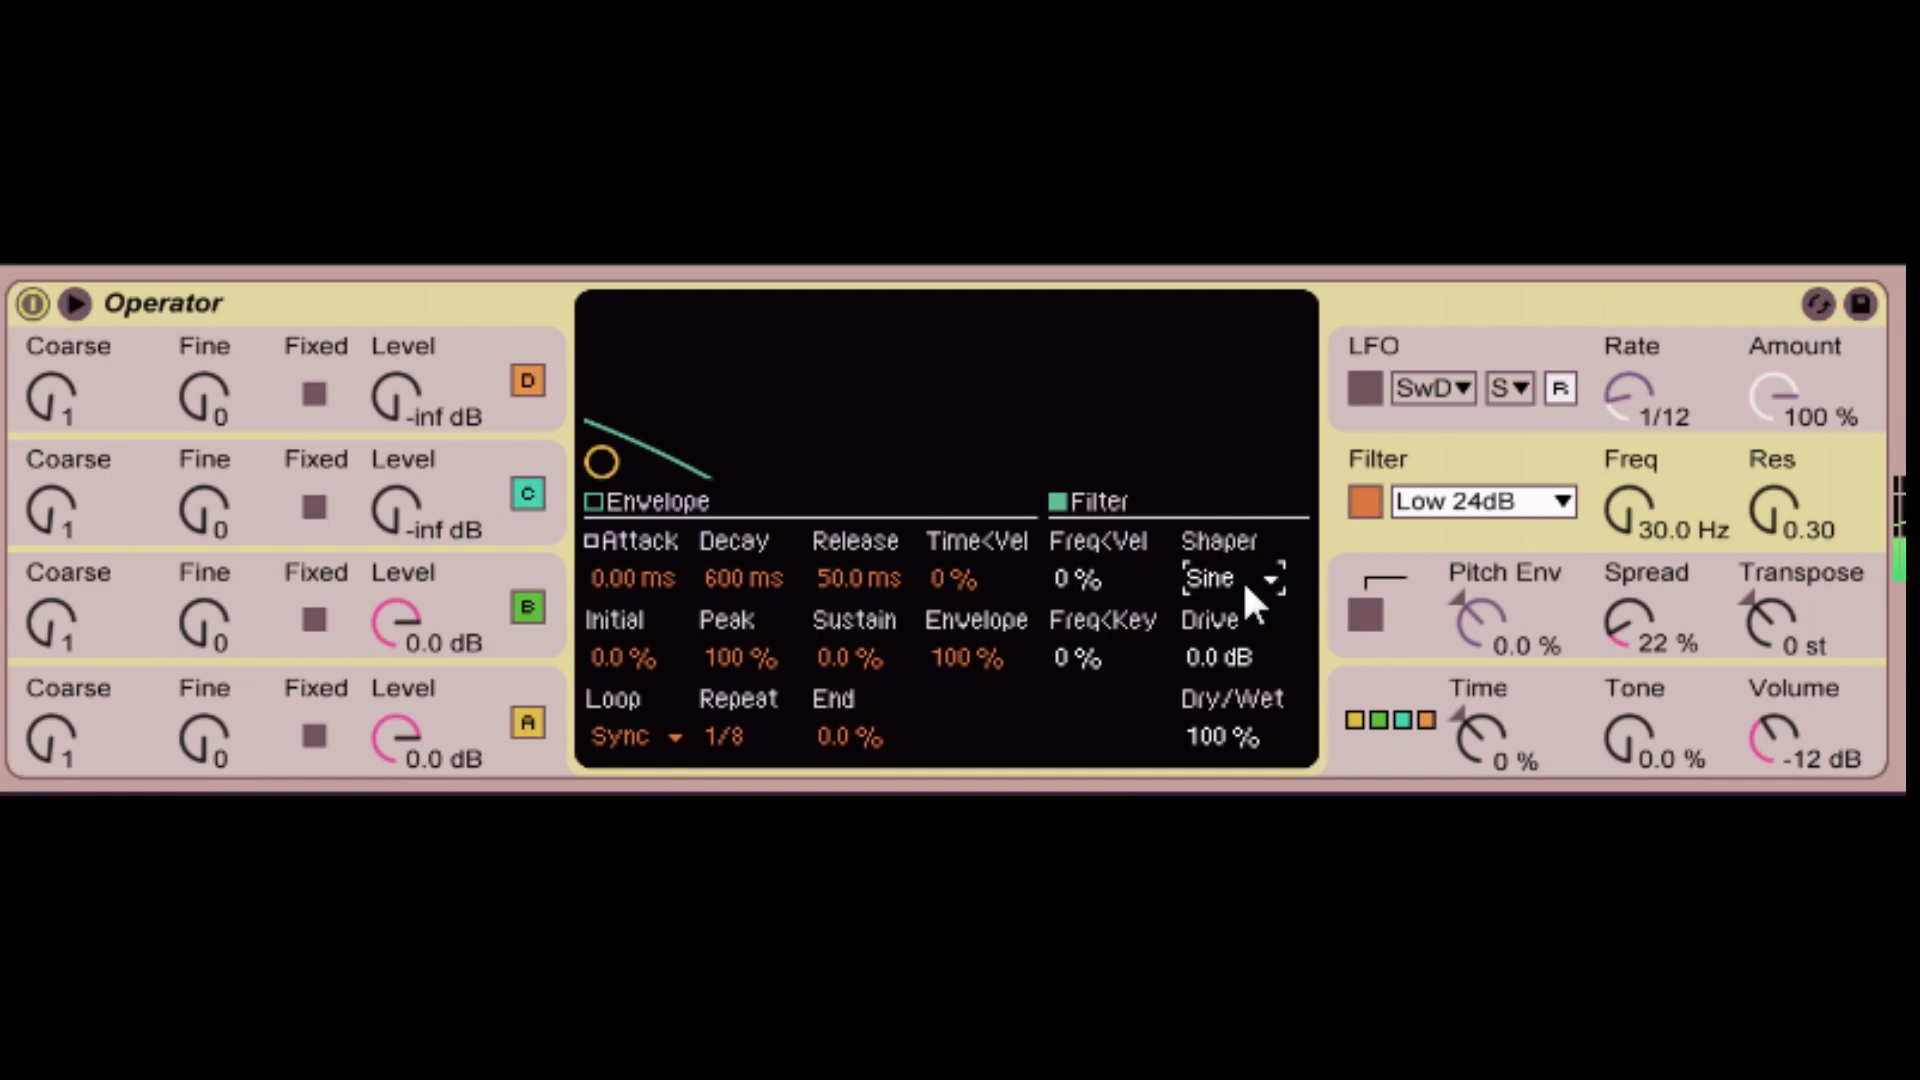 Operator
Coarse Fine Fixed Level
1 0 -inf dB D
Coarse Fine Fixed Level
1 0 -inf dB C
Coarse Fine Fixed Level
1 0 0.0 dB B
Coarse Fine Fixed Level
1 0 0.0 dB A
Envelope Filter
Attack Decay Release Time<Vel Freq<Vel Shaper
0.00 ms 600 ms 50.0 ms 0 % 0 % Sine
Initial Peak Sustain Envelope Freq<Key Drive
0.0 % 100 % 0.0 % 100 % 0 % 0.0 dB
Loop Repeat End Dry/Wet
Sync 1/8 0.0 % 100 %
LFO Rate Amount
SwD S R 1/12 100 %
Filter Freq Res
Low 24dB 30.0 Hz 0.30
Pitch Env Spread Transpose
0.0 % 22 % 0 st
Time Tone Volume
0 % 0.0 % -12 dB